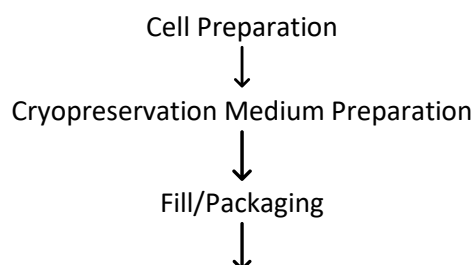 Cell Preparation
Cryopreservation Medium Preparation
Fill/Packaging